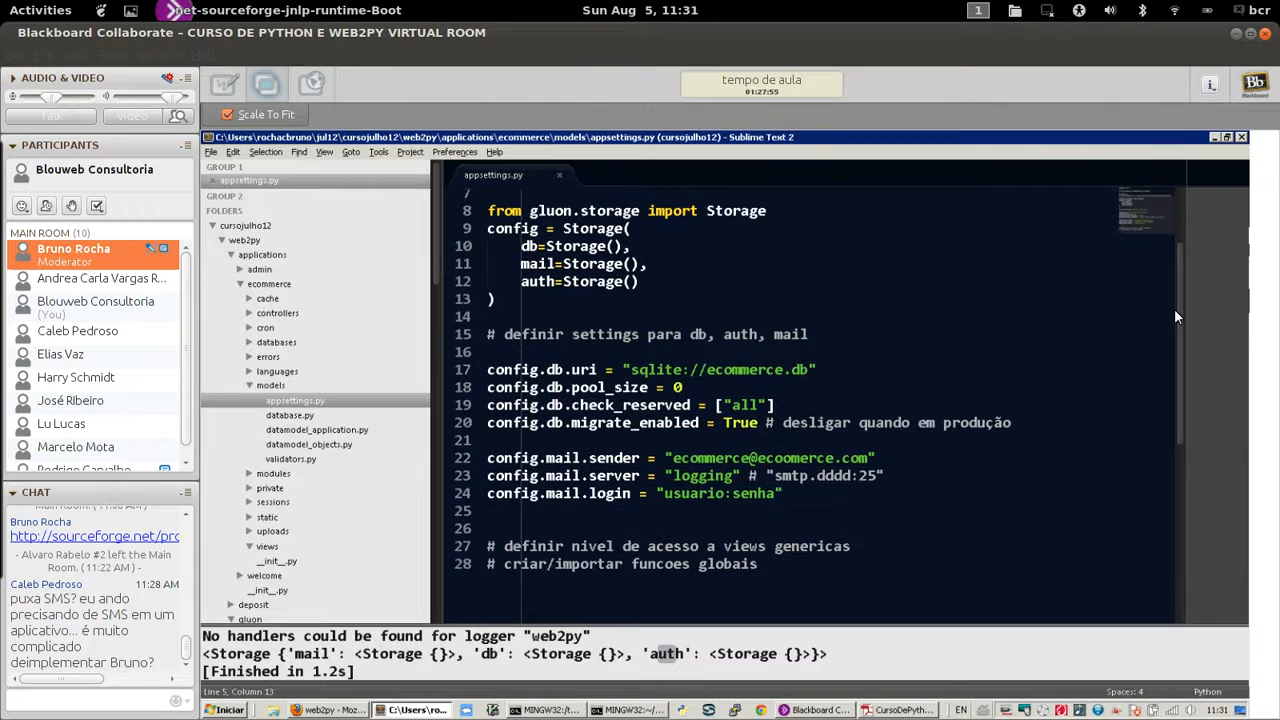 Activities
net-sourceforge-jnlp-runtime-Boot
Sun Aug 5, 11:31
1
bcr
Blackboard Collaborate – CURSO DE PYTHON E WEB2PY VIRTUAL ROOM
AUDIO & VIDEO
Talk
Video
tempo de aula
01:27:55
Scale To Fit
PARTICIPANTS
Blouweb Consultoria
MAIN ROOM (10)
Bruno Rocha
Moderator
Andrea Carla Vargas R...
Blouweb Consultoria
(You)
Caleb Pedroso
Elias Vaz
Harry Schmidt
José RIbeiro
Lu Lucas
Marcelo Mota
Rodrigo Carvalho
CHAT
Bruno Rocha
http://sourceforge.net/pro
- Alvaro Rabelo #2 left the Main
Room. ( 11:22 AM ) -
Caleb Pedroso
11:28 AM
puxa SMS? eu ando
precisando de SMS em um
aplicativo... é muito
complicado
deimplementar Bruno?
C:\Users\rochacbruno\jul12\cursojulho12\web2py\applications\ecommerce\models\appsettings.py (cursojulho12) - Sublime Text 2
File Edit Selection Find View Goto Tools Project Preferences Help
GROUP 1
appsettings.py
GROUP 2
FOLDERS
cursojulho12
web2py
applications
admin
ecommerce
cache
controllers
cron
databases
errors
languages
models
appsettings.py
database.py
datamodel_application.py
datamodel_objects.py
validators.py
modules
private
sessions
static
uploads
views
__init__.py
welcome
__init__.py
deposit
gluon
appsettings.py
7
8 from gluon.storage import Storage
9 config = Storage(
10 db=Storage(),
11 mail=Storage(),
12 auth=Storage()
13 )
14
15 # definir settings para db, auth, mail
16
17 config.db.uri = "sqlite://ecommerce.db"
18 config.db.pool_size = 0
19 config.db.check_reserved = ["all"]
20 config.db.migrate_enabled = True # desligar quando em produção
21
22 config.mail.sender = "ecommerce@ecoomerce.com"
23 config.mail.server = "logging" # "smtp.dddd:25"
24 config.mail.login = "usuario:senha"
25
26
27 # definir nivel de acesso a views genericas
28 # criar/importar funcoes globais
No handlers could be found for logger "web2py"
<Storage {'mail': <Storage {}>, 'db': <Storage {}>, 'auth': <Storage {}>}>
[Finished in 1.2s]
Line 5, Column 13
Spaces: 4
Python
Iniciar
web2py - Moz...
C:\Users\ro...
MINGW32:/t...
MINGW32:~/...
Blackboard C...
CursoDePyth...
EN
11:31